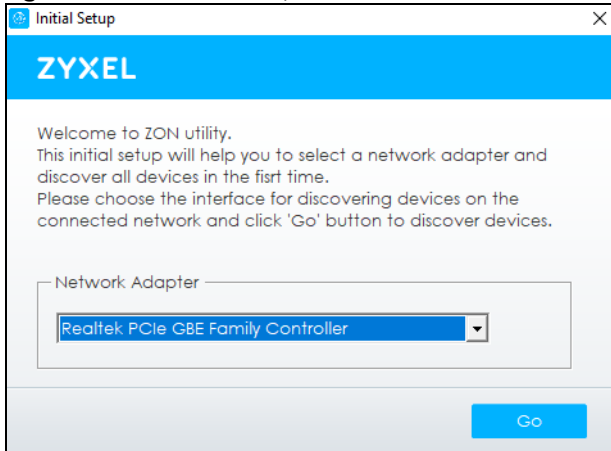 Initial Setup
ZYXEL
Welcome to ZON utility.
This initial setup will help you to select a network adapter and
discover all devices in the fisrt time.
Please choose the interface for discovering devices on the
connected network and click 'Go' button to discover devices.
Network Adapter
Realtek PCIe GBE Family Controller
Go